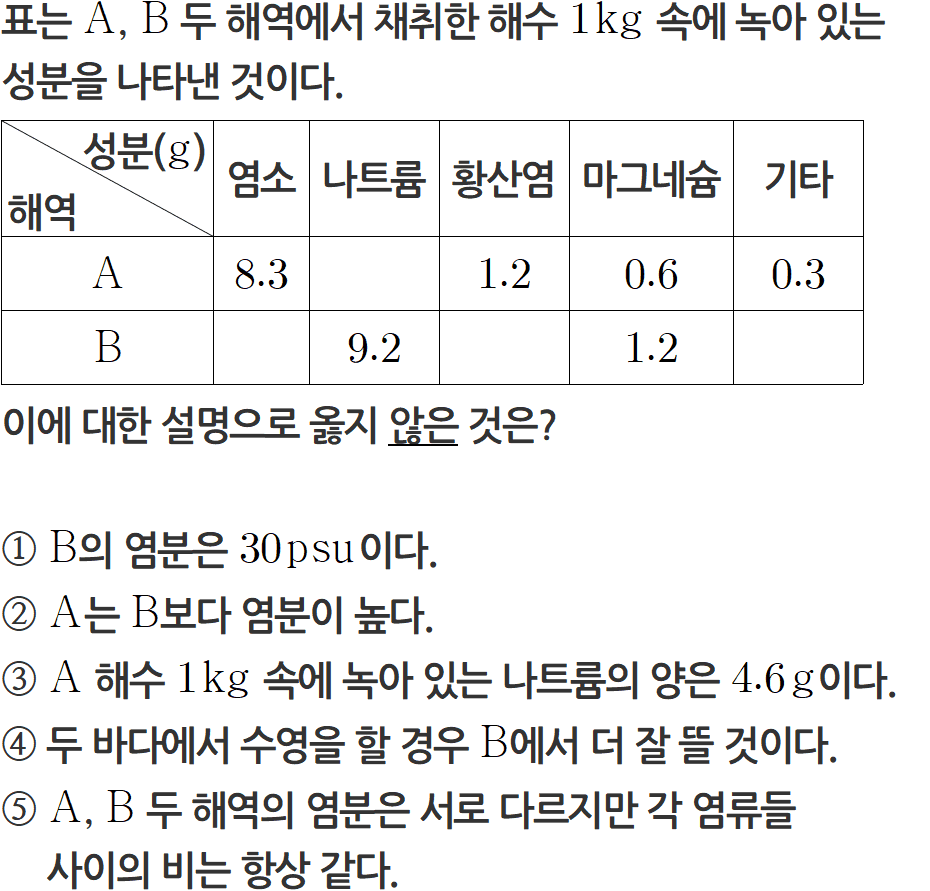 표는 A, B 두 해역에서 채취한 해수 1kg 속에 녹아 있는
성분을 나타낸 것이다.
성분(g) 염소 나트륨 황산염 마그네슘 기타
해역
A 8.3 1.2 0.6 0.3
B 9.2 1.2
이에 대한 설명으로 옳지 않은 것은?
① B의 염분은 30psu이다.
② A는 B보다 염분이 높다.
③ A 해수 1kg 속에 녹아 있는 나트륨의 양은 4.6g이다.
④ 두 바다에서 수영을 할 경우 B에서 더 잘 뜰 것이다.
⑤ A, B 두 해역의 염분은 서로 다르지만 각 염류들
사이의 비는 항상 같다.